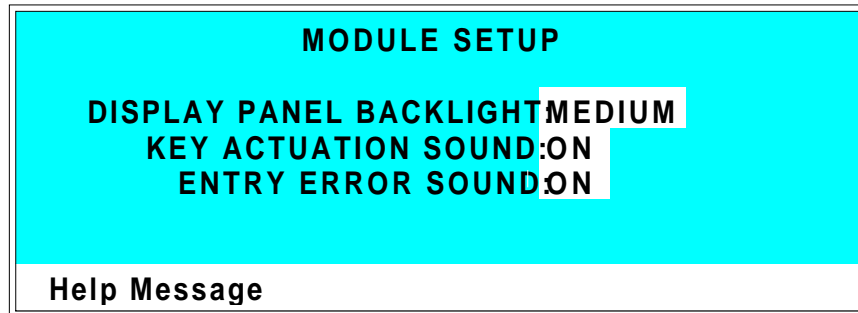 MODULE SETUP
DISPLAY PANEL BACKLIGHT:MEDIUM
KEY ACTUATION SOUND:ON
ENTRY ERROR SOUND:ON
Help Message